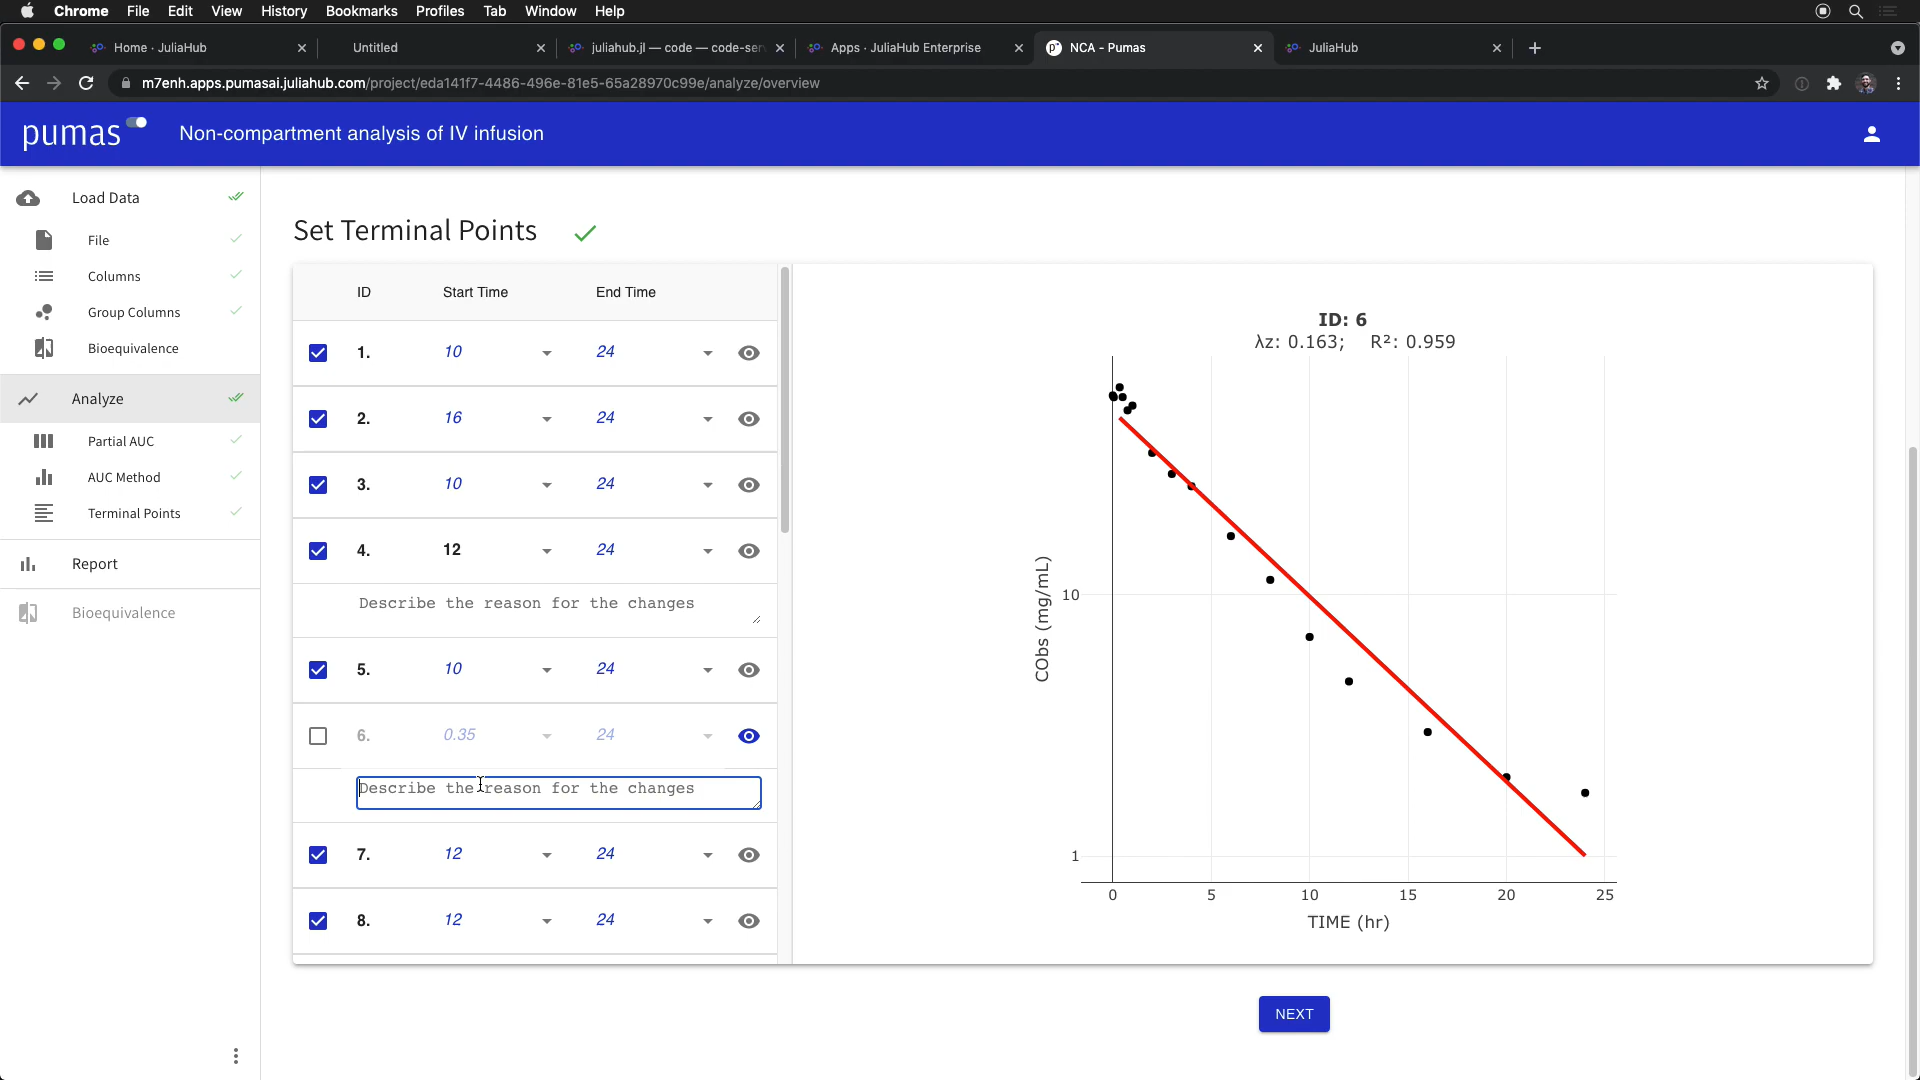 Chrome File Edit View History Bookmarks Profiles Tab Window Help
Home · JuliaHub
Untitled
juliahub.jl — code — code-ser
Apps · JuliaHub Enterprise
NCA - Pumas
JuliaHub
m7enh.apps.pumasai.juliahub.com/project/eda141f7-4486-496e-81e5-65a28970c99e/analyze/overview
pumas
Non-compartment analysis of IV infusion
Load Data
File
Columns
Group Columns
Bioequivalence
Analyze
Partial AUC
AUC Method
Terminal Points
Report
Bioequivalence
Set Terminal Points
ID Start Time End Time
1. 10 24
2. 16 24
3. 10 24
4. 12 24
Describe the reason for the changes
5. 10 24
6. 0.35 24
Describe the reason for the changes
7. 12 24
8. 12 24
ID: 6
λz: 0.163; R²: 0.959
CObs (mg/mL)
10
1
0 5 10 15 20 25
TIME (hr)
NEXT